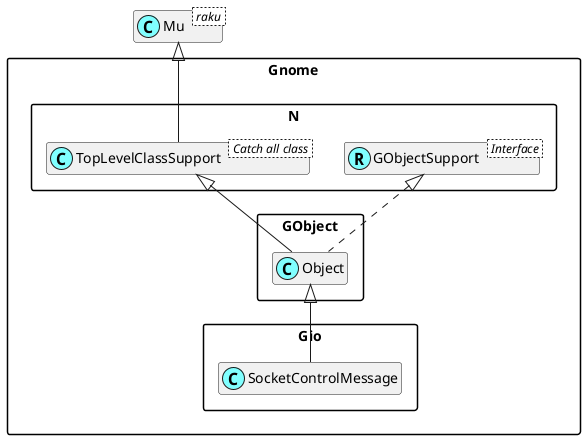 C Mu raku
Gnome
N
C TopLevelClassSupport Catch all class
R GObjectSupport Interface
GObject
C Object
Gio
C SocketControlMessage